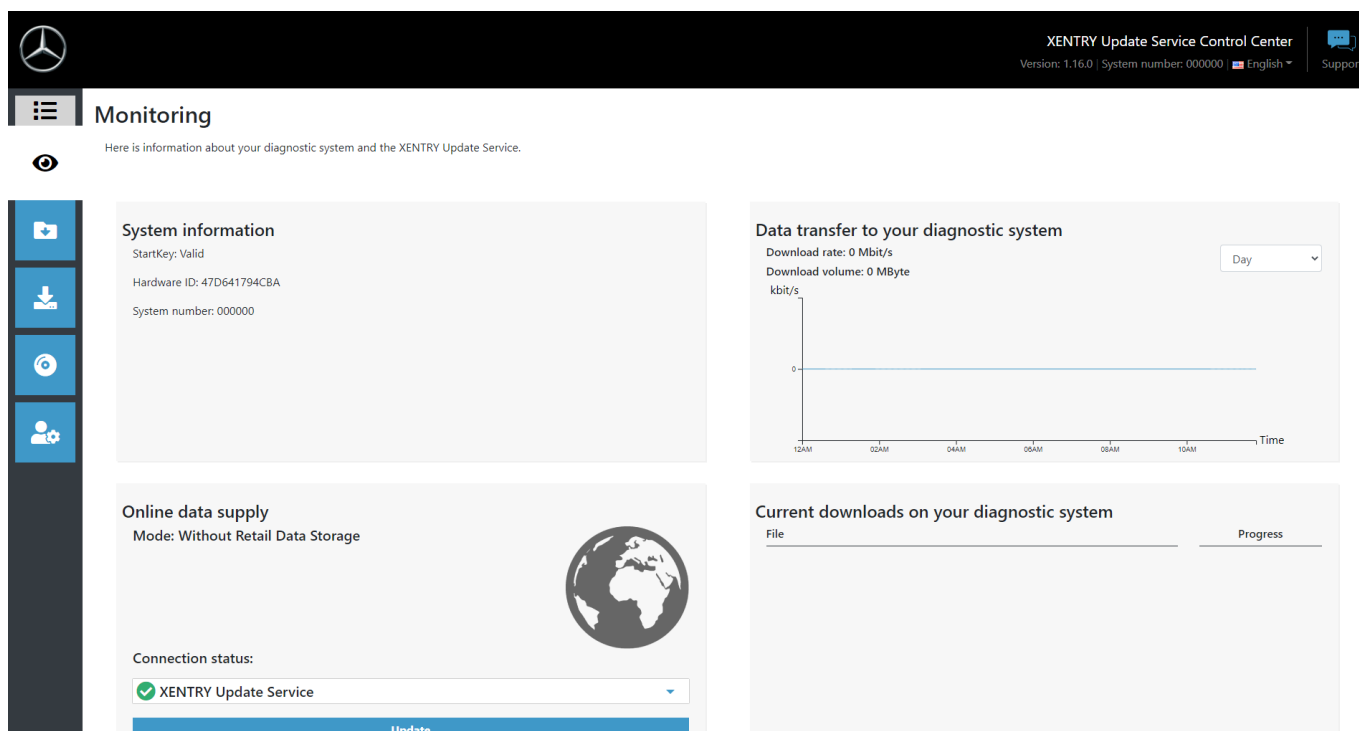 XENTRY Update Service Control Center
Version: 1.16.0 | System number: 000000 | English
Support
Monitoring
Here is information about your diagnostic system and the XENTRY Update Service.
System information
StartKey: Valid
Hardware ID: 47D641794CBA
System number: 000000
Data transfer to your diagnostic system
Download rate: 0 Mbit/s
Download volume: 0 MByte
Day
kbit/s
0
12AM 02AM 04AM 06AM 08AM 10AM
Time
Online data supply
Mode: Without Retail Data Storage
Connection status:
XENTRY Update Service
Update
Current downloads on your diagnostic system
File Progress